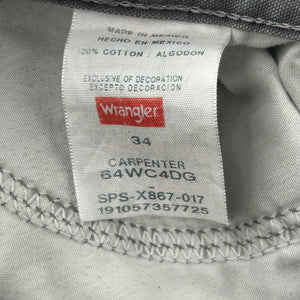 MADE IN MEXICO
HECHO EN MEXICO
100% COTTON / ALGODON
EXCLUSIVE OF DECORATION /
EXCEPTO DECORACION
Wrangler
34
CARPENTER
64WC4DG
-
SPS-X867-017
191057357725